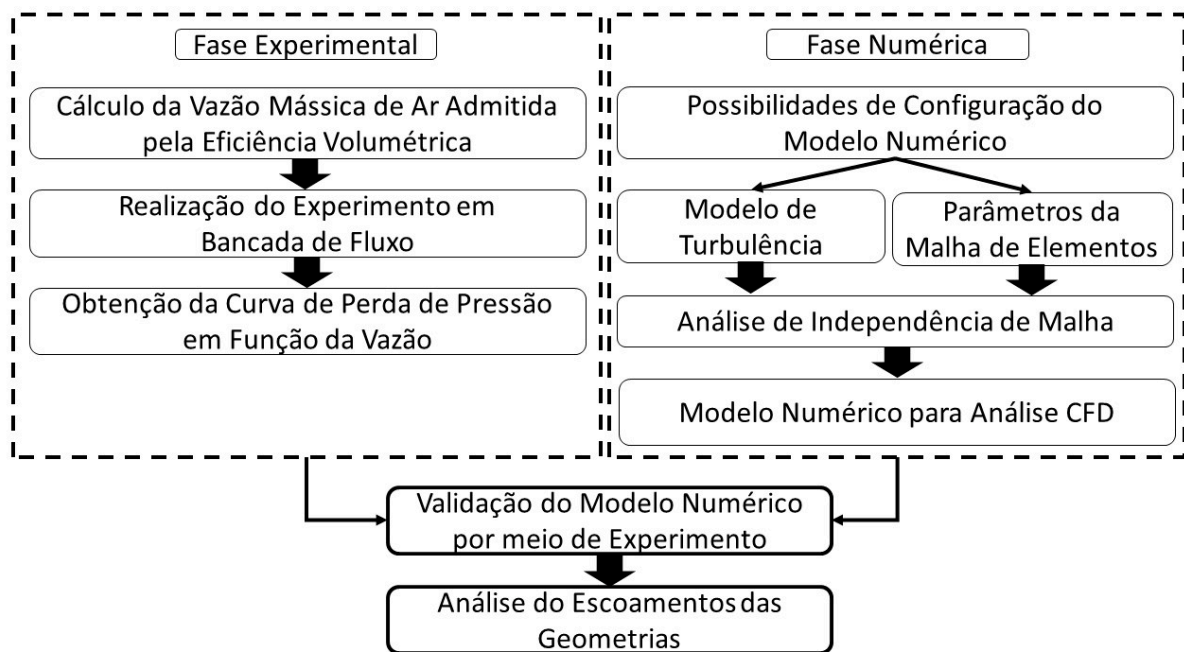 Fase Experimental
Cálculo da Vazão Mássica de Ar Admitida
pela Eficiência Volumétrica
Realização do Experimento em
Bancada de Fluxo
Obtenção da Curva de Perda de Pressão
em Função da Vazão
Fase Numérica
Possibilidades de Configuração do
Modelo Numérico
Modelo de
Turbulência
Parâmetros da
Malha de Elementos
Análise de Independência de Malha
Modelo Numérico para Análise CFD
Validação do Modelo Numérico
por meio de Experimento
Análise do Escoamentos das
Geometrias